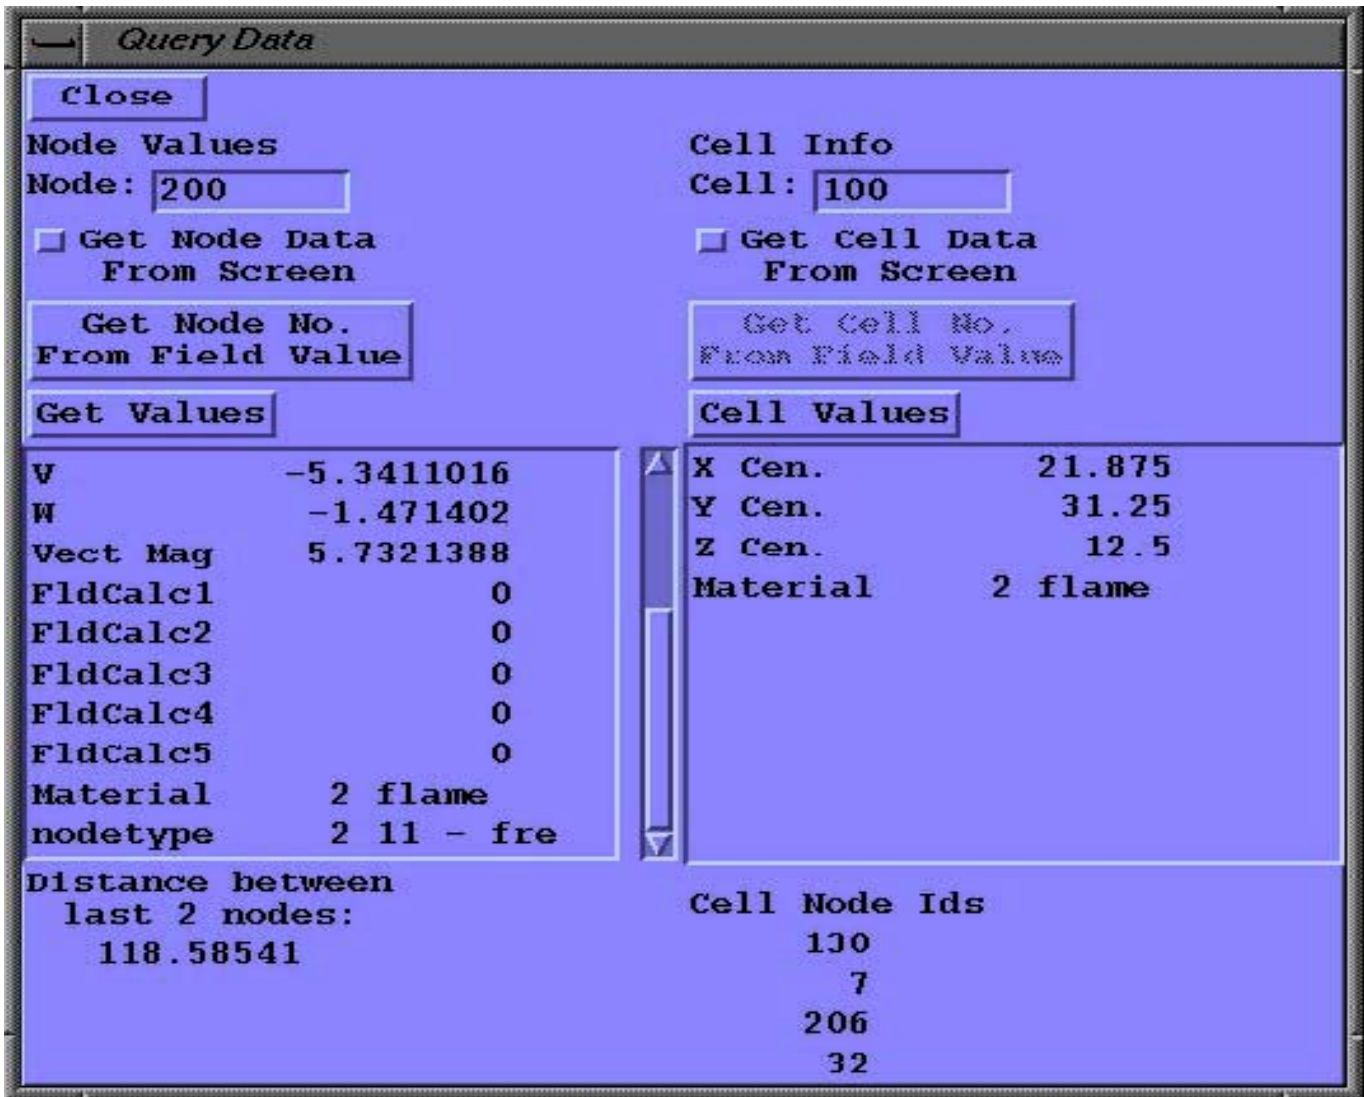 Query Data
Close
Node Values
Node: 200
Get Node Data
From Screen
Get Node No.
From Field Value
Get Values
V -5.3411016
W -1.471402
Vect Mag 5.7321388
FldCalc1 0
FldCalc2 0
FldCalc3 0
FldCalc4 0
FldCalc5 0
Material 2 flame
nodetype 2 11 - fre
Distance between
last 2 nodes:
118.58541
Cell Info
Cell: 100
Get Cell Data
From Screen
Get Cell No.
From Field Value
Cell Values
X Cen. 21.875
Y Cen. 31.25
Z Cen. 12.5
Material 2 flame
Cell Node Ids
130
7
206
32